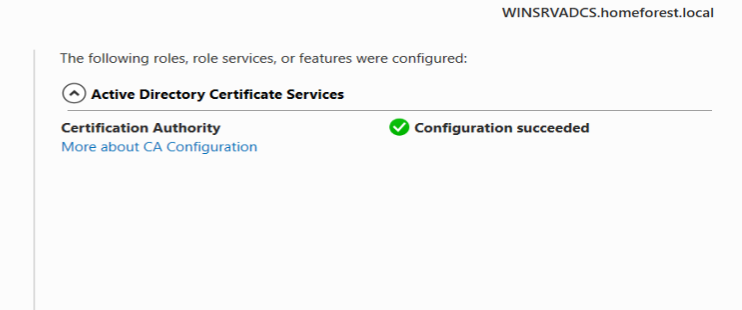 WINSRVADCS.homeforest.local
The following roles, role services, or features were configured:
Active Directory Certificate Services
Certification Authority Configuration succeeded
More about CA Configuration